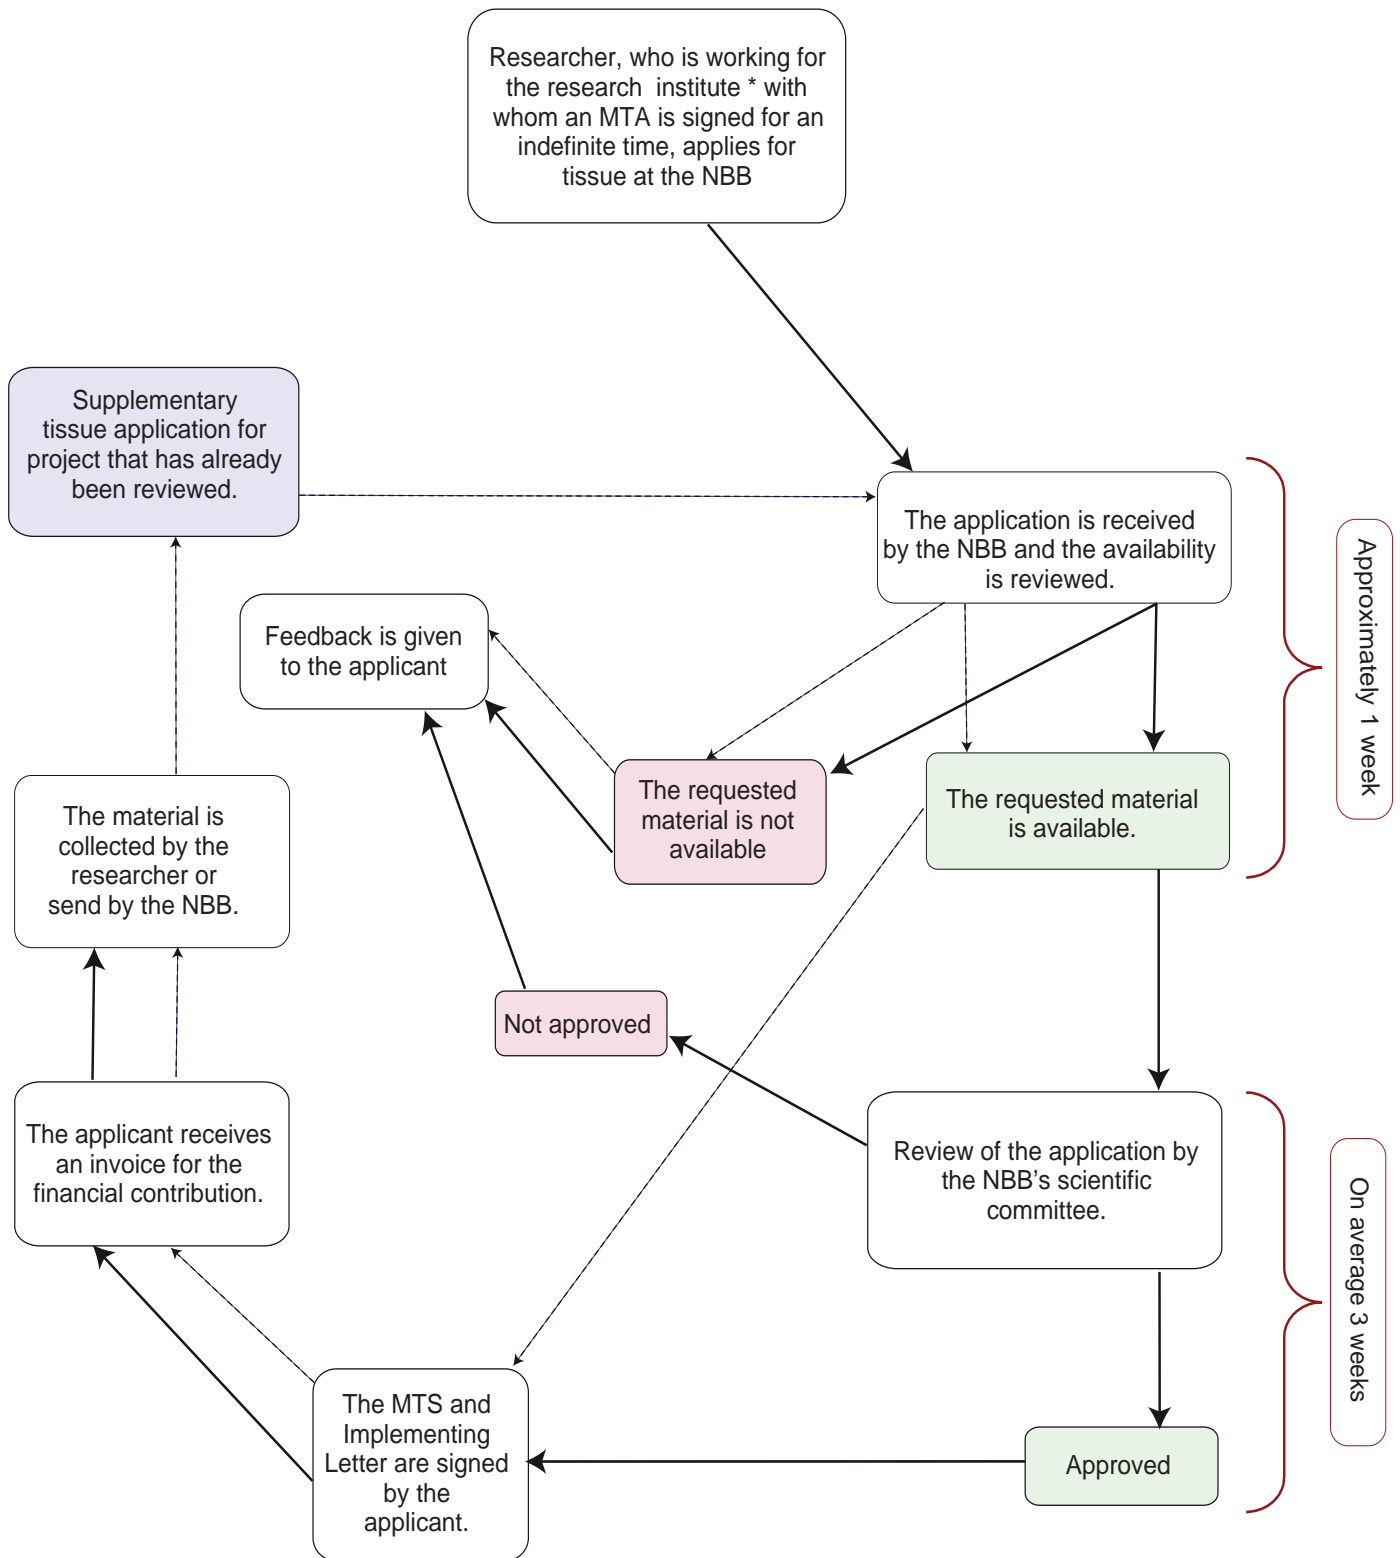 Researcher, who is working for
the research institute * with
whom an MTA is signed for an
indefinite time, applies for
tissue at the NBB
Supplementary
tissue application for
project that has already
been reviewed.
The application is received
by the NBB and the availability
is reviewed.
Approximately 1 week
Feedback is given
to the applicant
The requested
material is not
available
The requested material
is available.
The material is
collected by the
researcher or
send by the NBB.
Not approved
The applicant receives
an invoice for the
financial contribution.
Review of the application by
the NBB’s scientific
committee.
On average 3 weeks
The MTS and
Implementing
Letter are signed
by the
applicant.
Approved